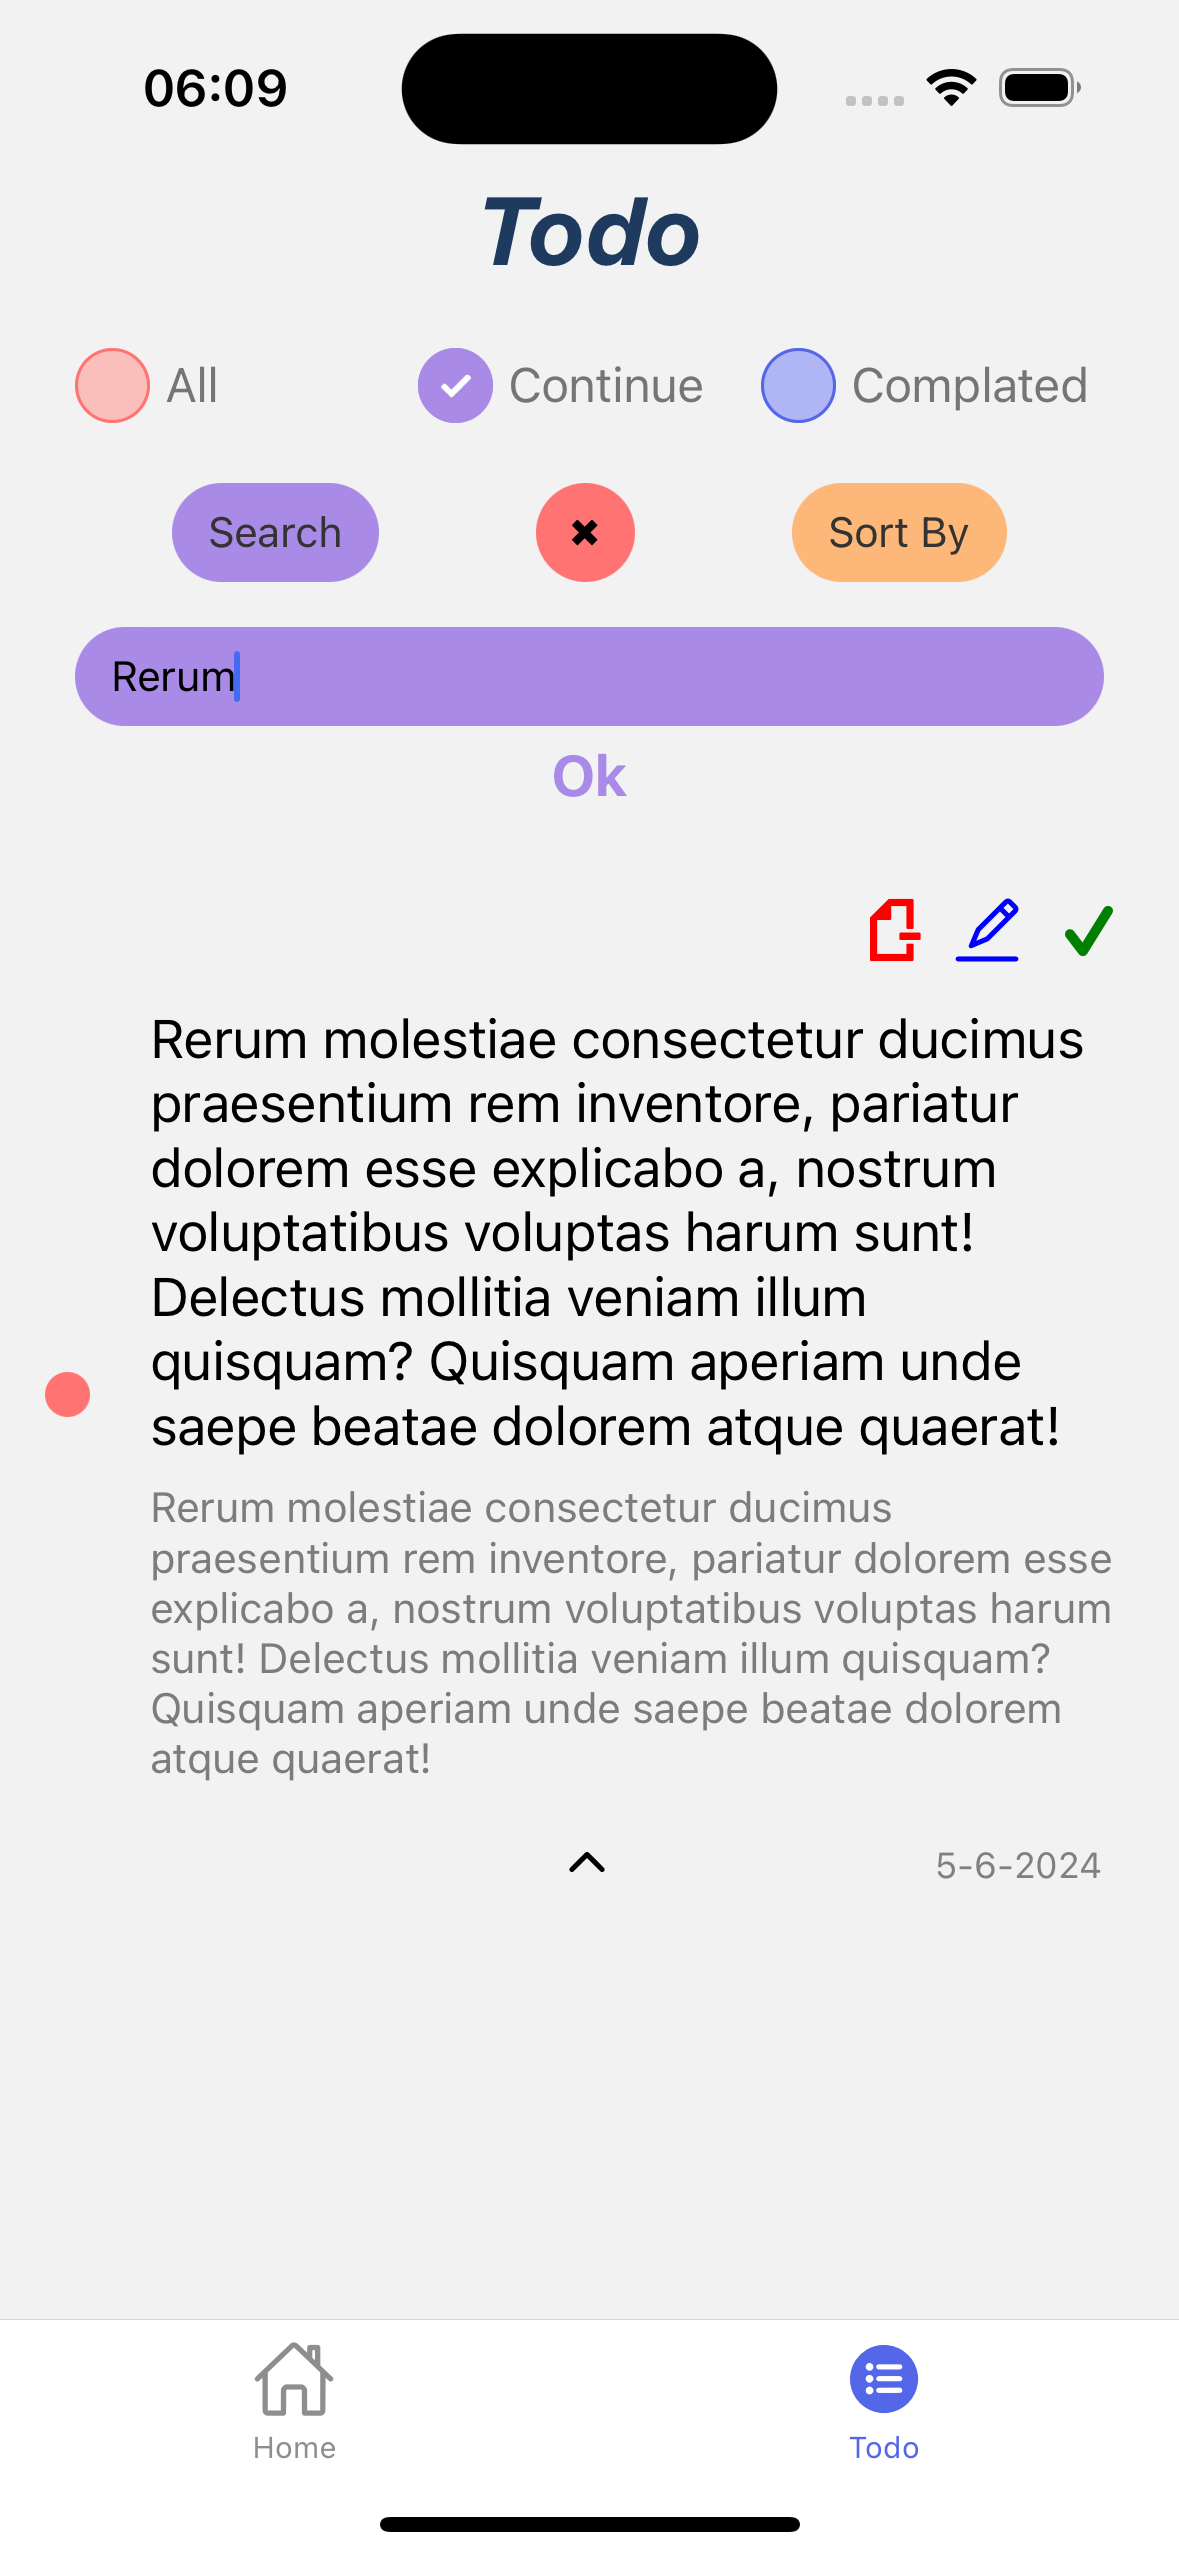 06:09
Todo
All
Continue
Complated
Search
Sort By
Rerum
Ok
Rerum molestiae consectetur ducimus
praesentium rem inventore, pariatur
dolorem esse explicabo a, nostrum
voluptatibus voluptas harum sunt!
Delectus mollitia veniam illum
quisquam? Quisquam aperiam unde
saepe beatae dolorem atque quaerat!
Rerum molestiae consectetur ducimus
praesentium rem inventore, pariatur dolorem esse
explicabo a, nostrum voluptatibus voluptas harum
sunt! Delectus mollitia veniam illum quisquam?
Quisquam aperiam unde saepe beatae dolorem
atque quaerat!
5-6-2024
Home
Todo